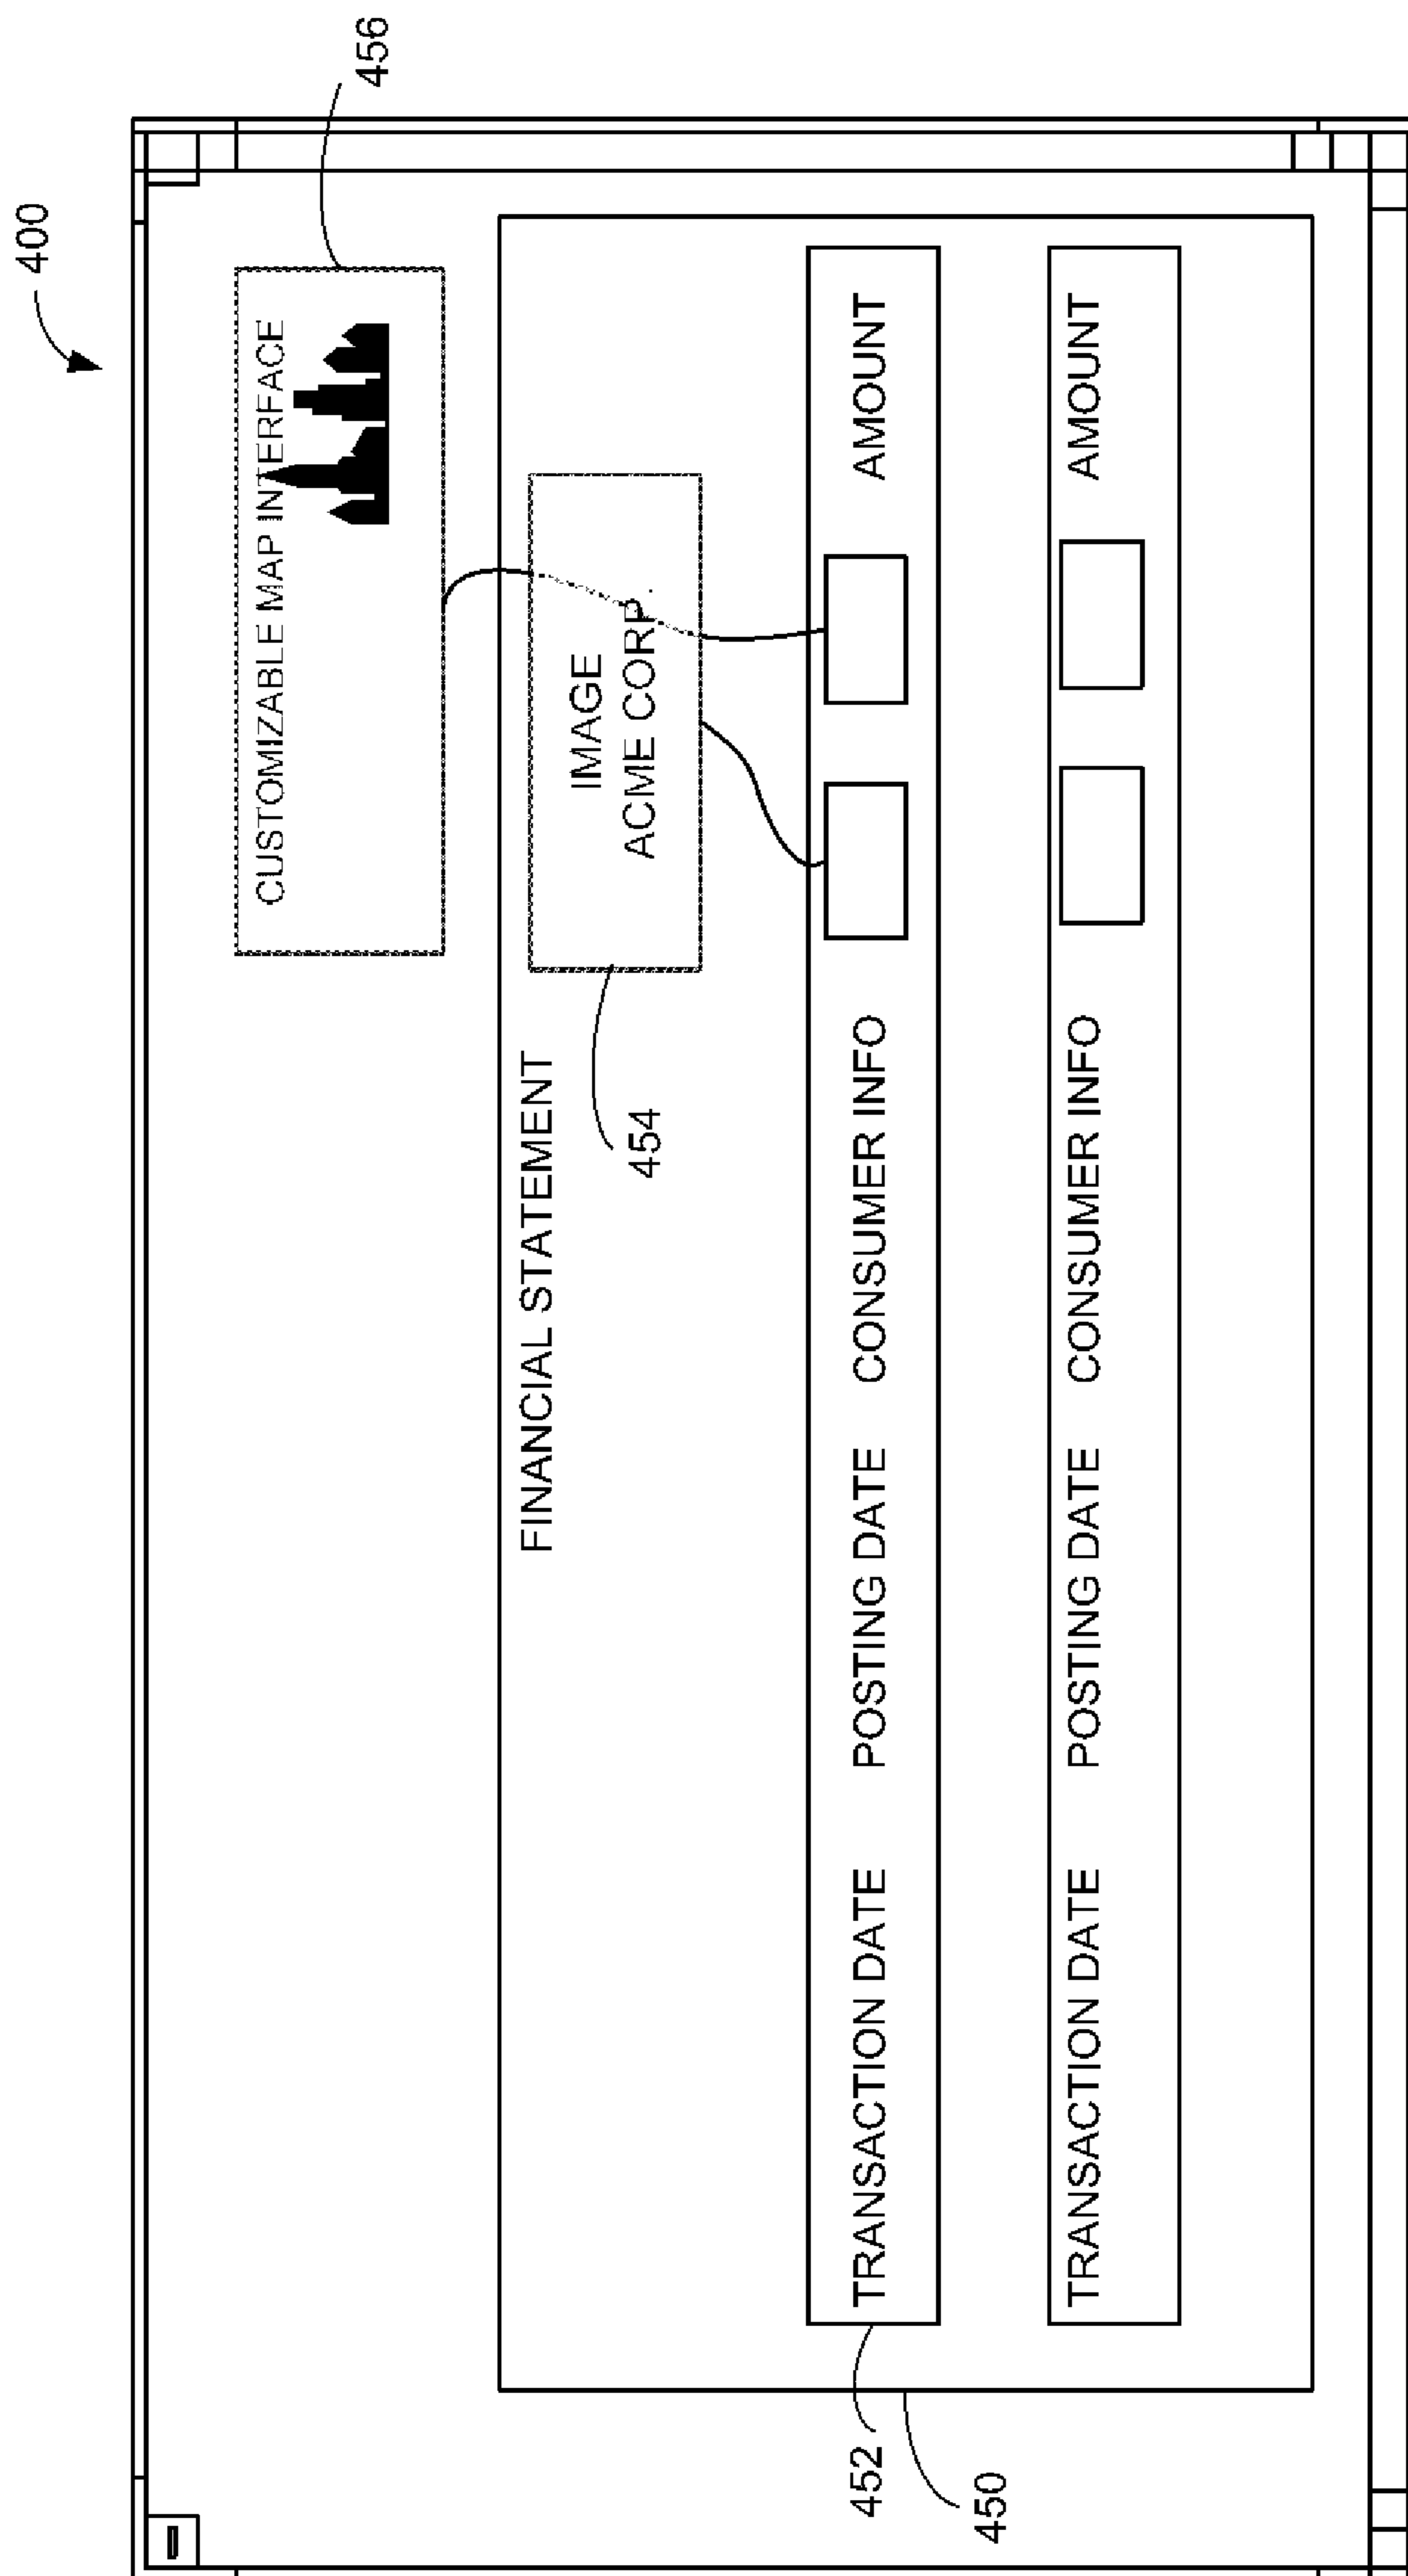 400
456
CUSTOMIZABLE MAP INTERFACE
FINANCIAL STATEMENT
454
IMAGE
ACME CORP.
452
TRANSACTION DATE POSTING DATE CONSUMER INFO AMOUNT
TRANSACTION DATE POSTING DATE CONSUMER INFO AMOUNT
450